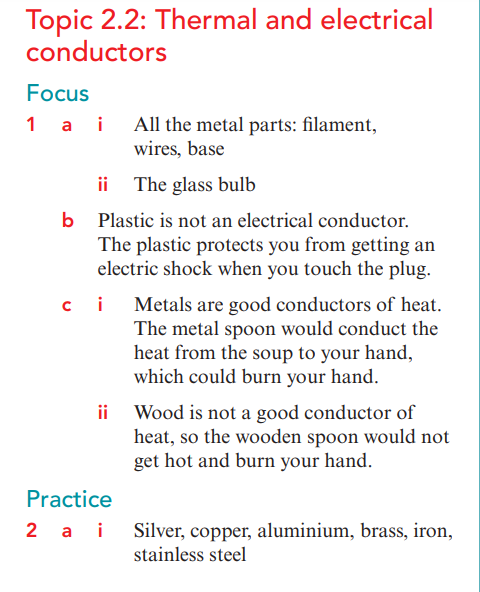 Topic 2.2: Thermal and electrical
conductors
Focus
1 a i All the metal parts: filament,
wires, base
ii The glass bulb
b Plastic is not an electrical conductor.
The plastic protects you from getting an
electric shock when you touch the plug.
c i Metals are good conductors of heat.
The metal spoon would conduct the
heat from the soup to your hand,
which could burn your hand.
ii Wood is not a good conductor of
heat, so the wooden spoon would not
get hot and burn your hand.
Practice
2 a i Silver, copper, aluminium, brass, iron,
stainless steel